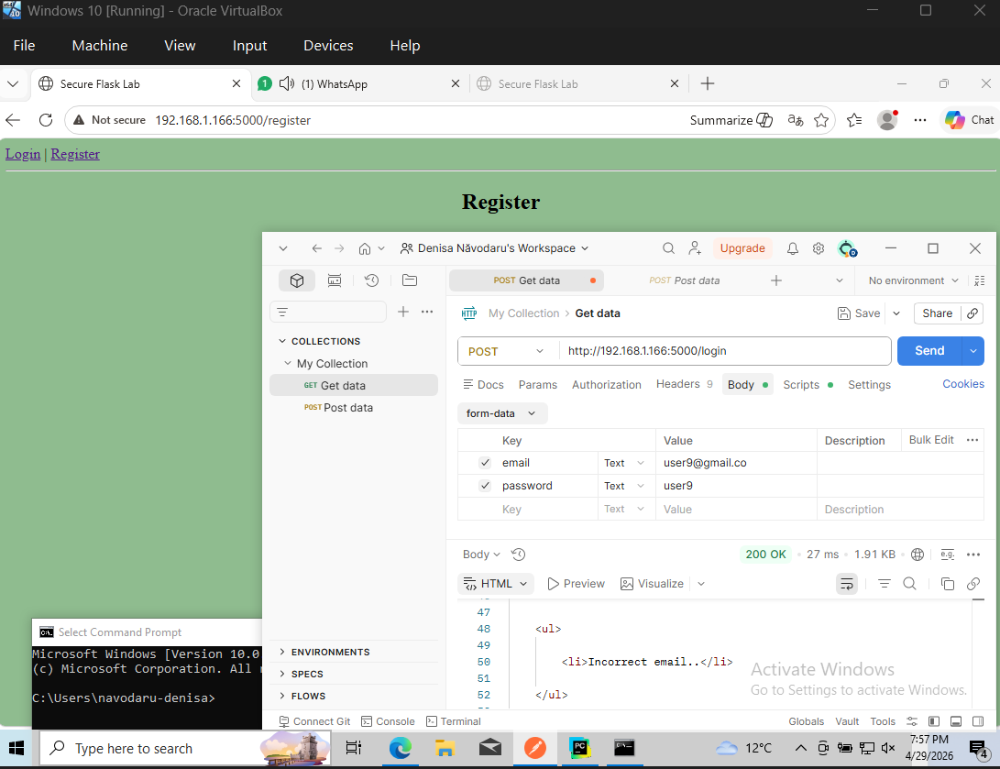 Windows 10 [Running] - Oracle VirtualBox
File Machine View Input Devices Help
Secure Flask Lab
1 (1) WhatsApp
Secure Flask Lab
Not secure 192.168.1.166:5000/register Summarize Chat
Login | Register
Register
Denisa Năvodaru's Workspace Upgrade
POST Get data POST Post data No environment
HTTP My Collection > Get data Save Share
COLLECTIONS
My Collection
GET Get data
POST Post data
POST http://192.168.1.166:5000/login Send
Docs Params Authorization Headers 9 Body Scripts Settings Cookies
form-data
Key Value Description Bulk Edit
email Text user9@gmail.co
password Text user9
Key Text Value Description
Body 200 OK 27 ms 1.91 KB e.g.
HTML Preview Visualize
47
48 <ul>
49
50 <li>Incorrect email..</li>
51
52 </ul>
ENVIRONMENTS
SPECS
FLOWS
Activate Windows
Go to Settings to activate Windows.
Select Command Prompt
Microsoft Windows [Version 10.0
(c) Microsoft Corporation. All
C:\Users\navodaru-denisa>
Connect Git Console Terminal Globals Vault Tools
Type here to search PC 12°C 7:57 PM
4/29/2026 4